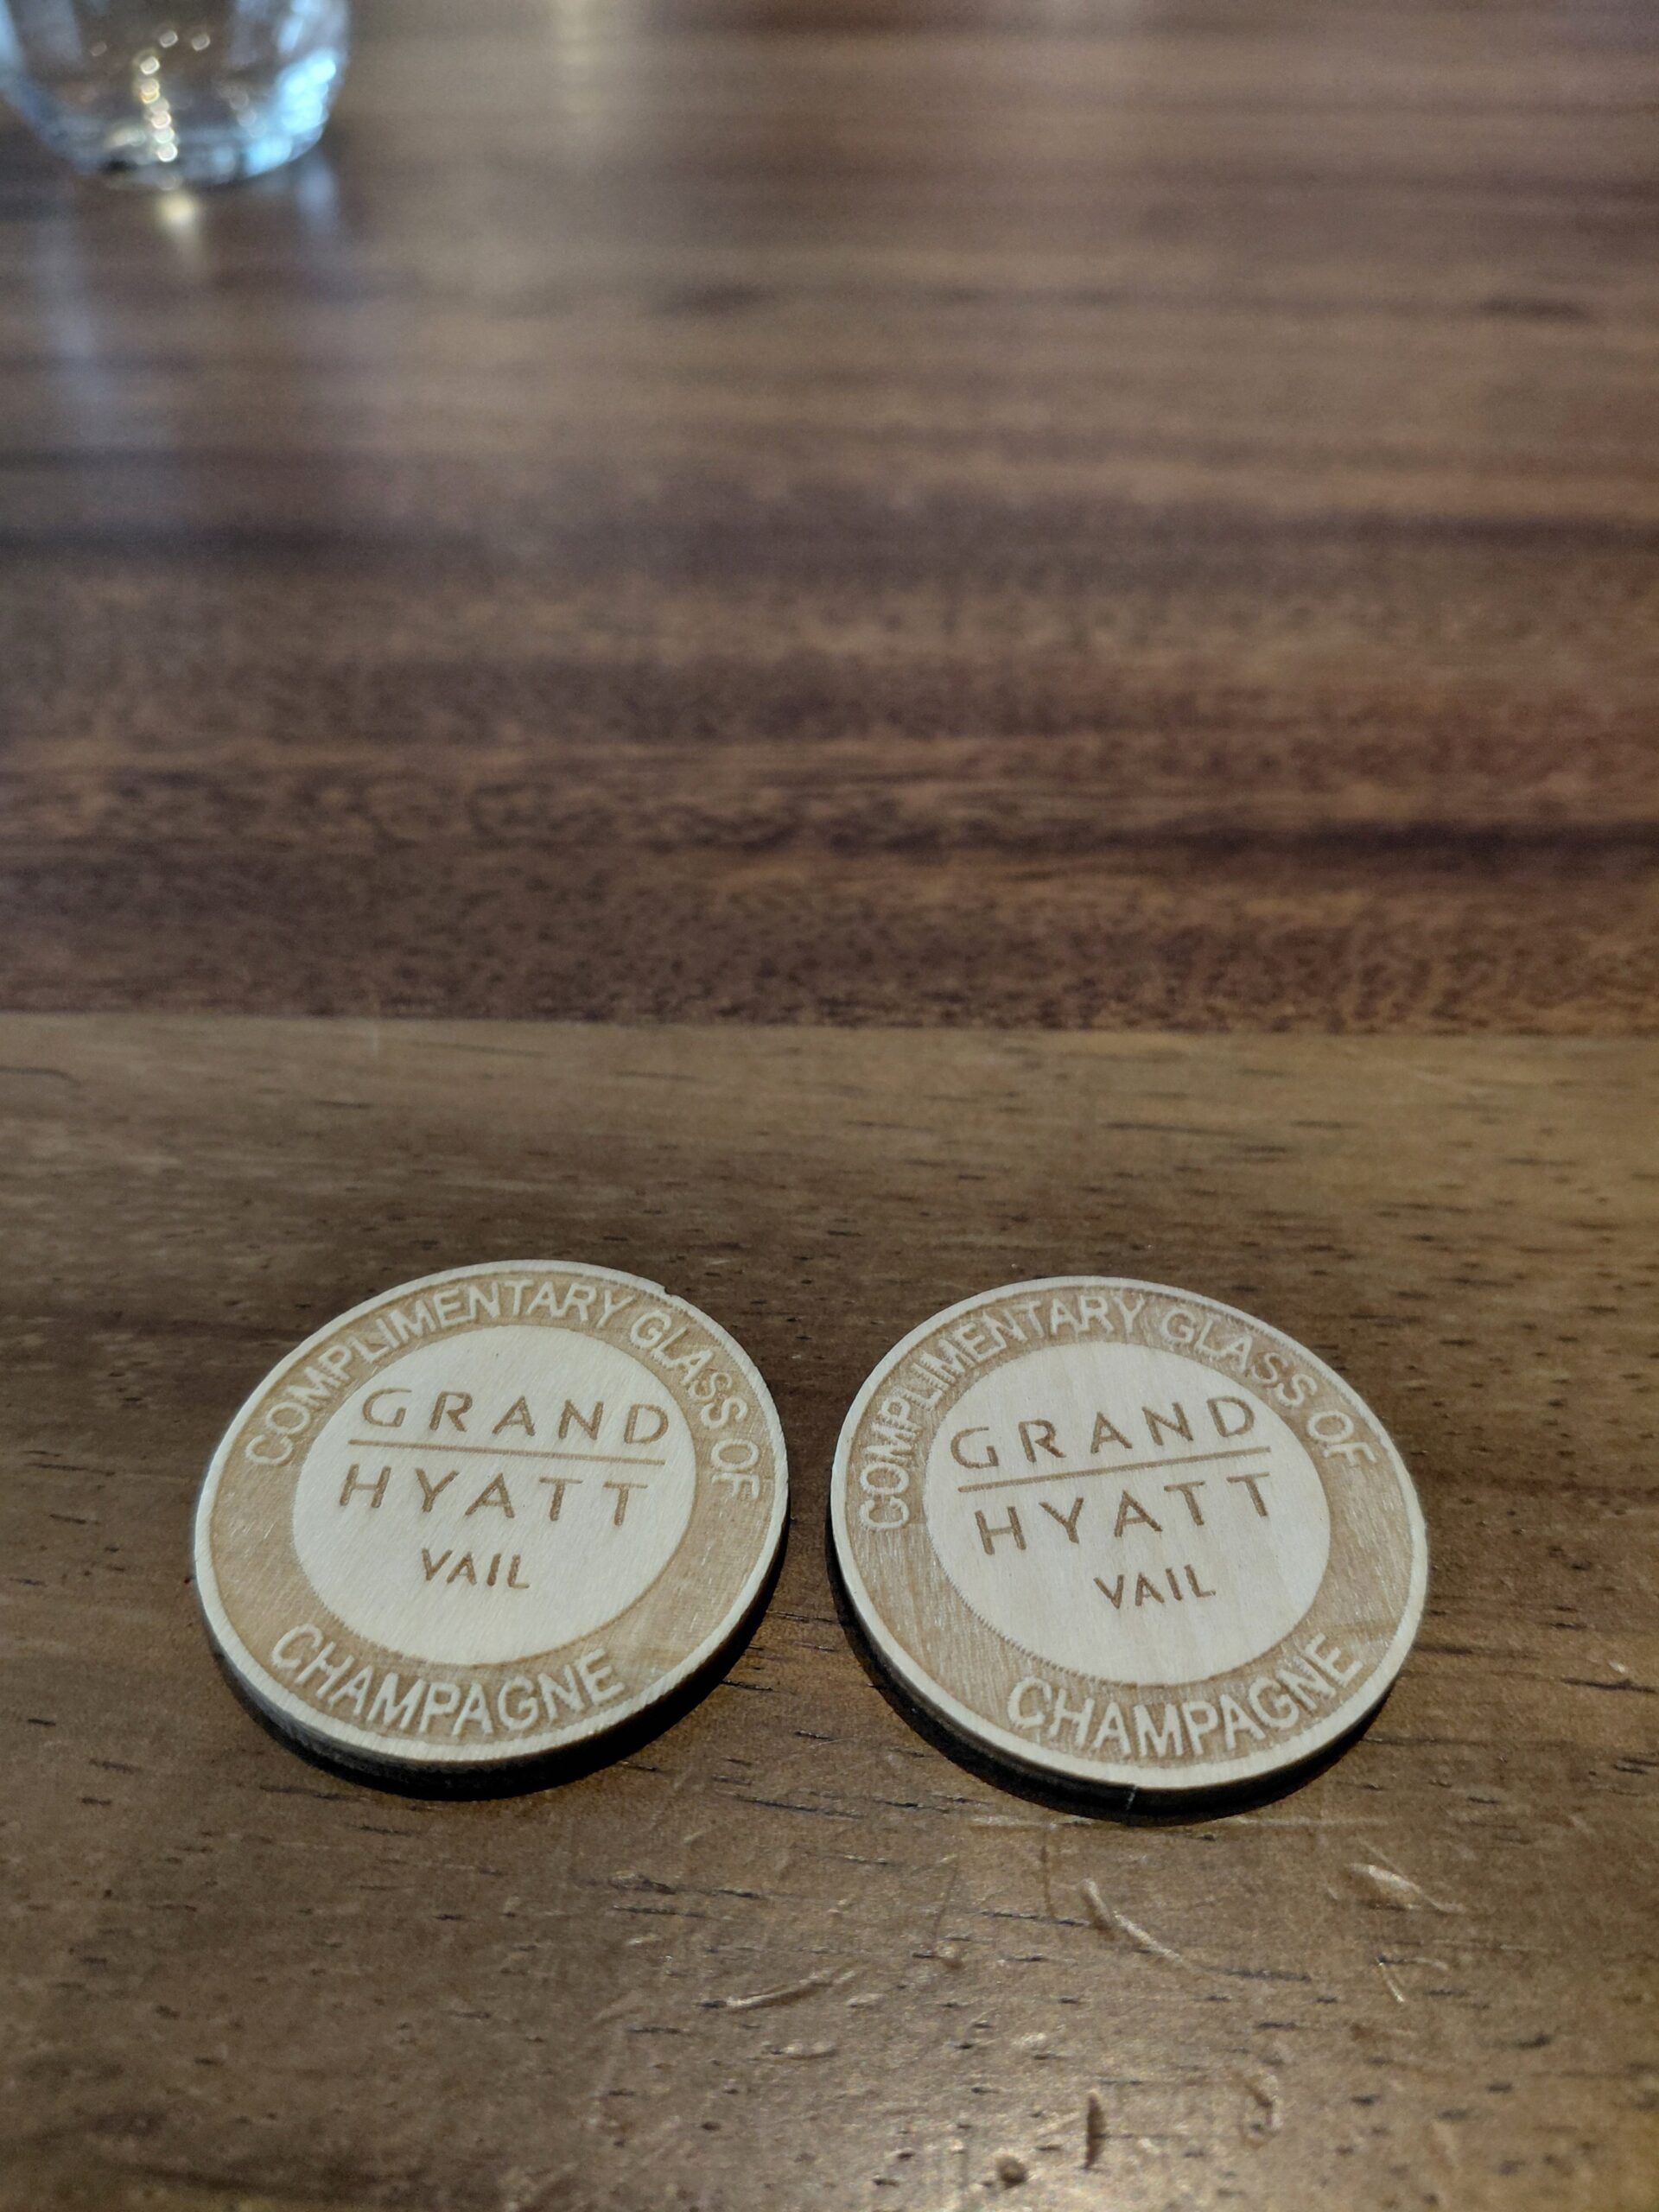 COMPLIMENTARY GLASS OF
GRAND
HYATT
VAIL
CHAMPAGNE
COMPLIMENTARY GLASS OF
GRAND
HYATT
VAIL
CHAMPAGNE